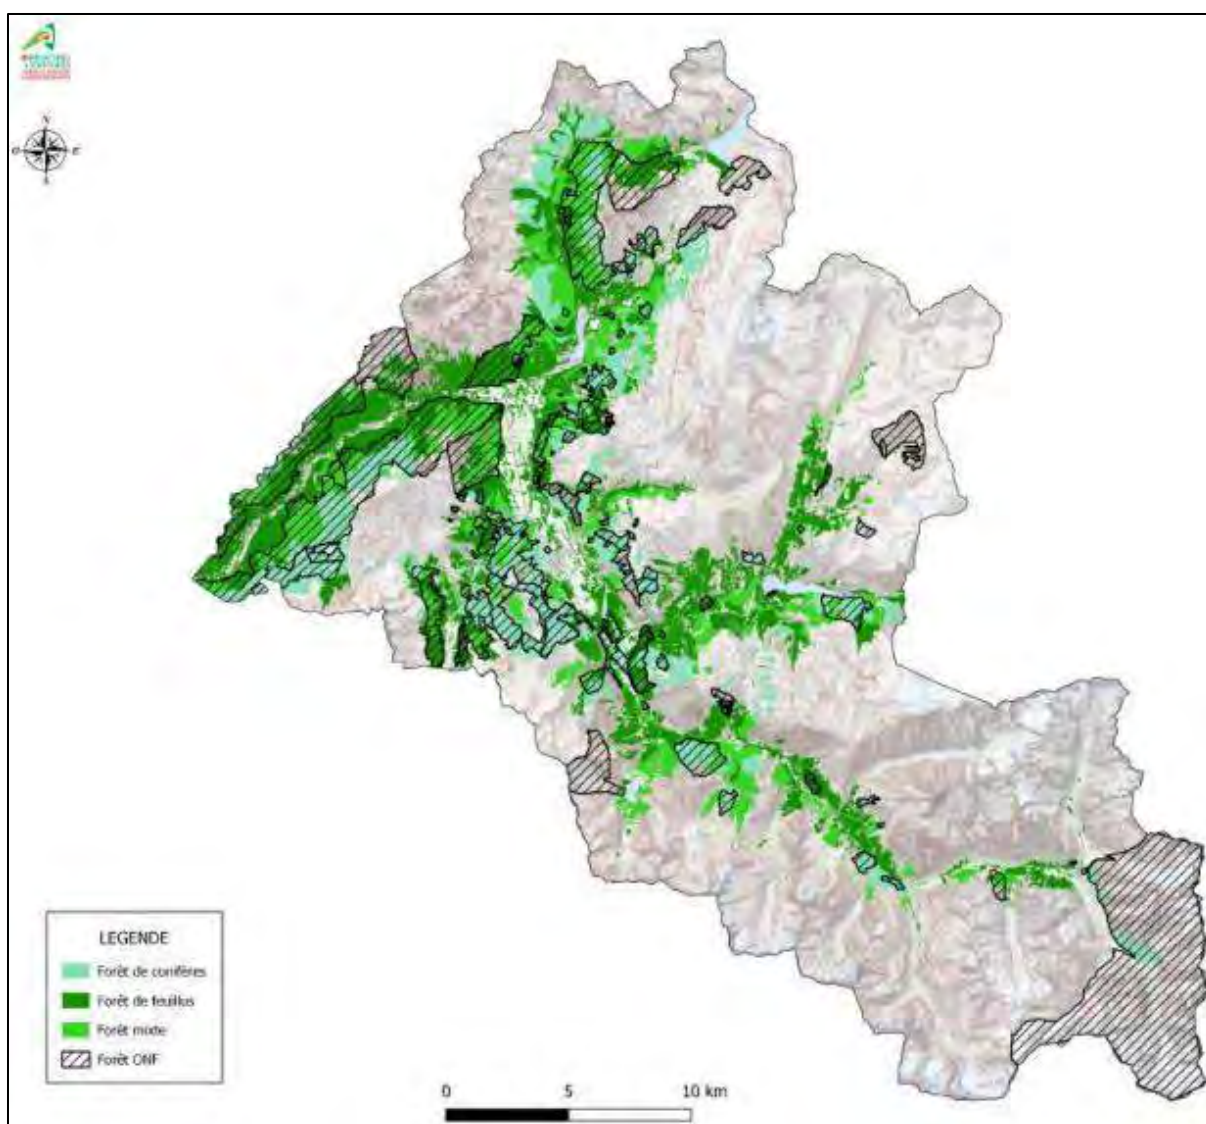 N
O E
S
LEGENDE
Forêt de conifères
Forêt de feuillus
Forêt mixte
Forêt ONF
0 5 10 km